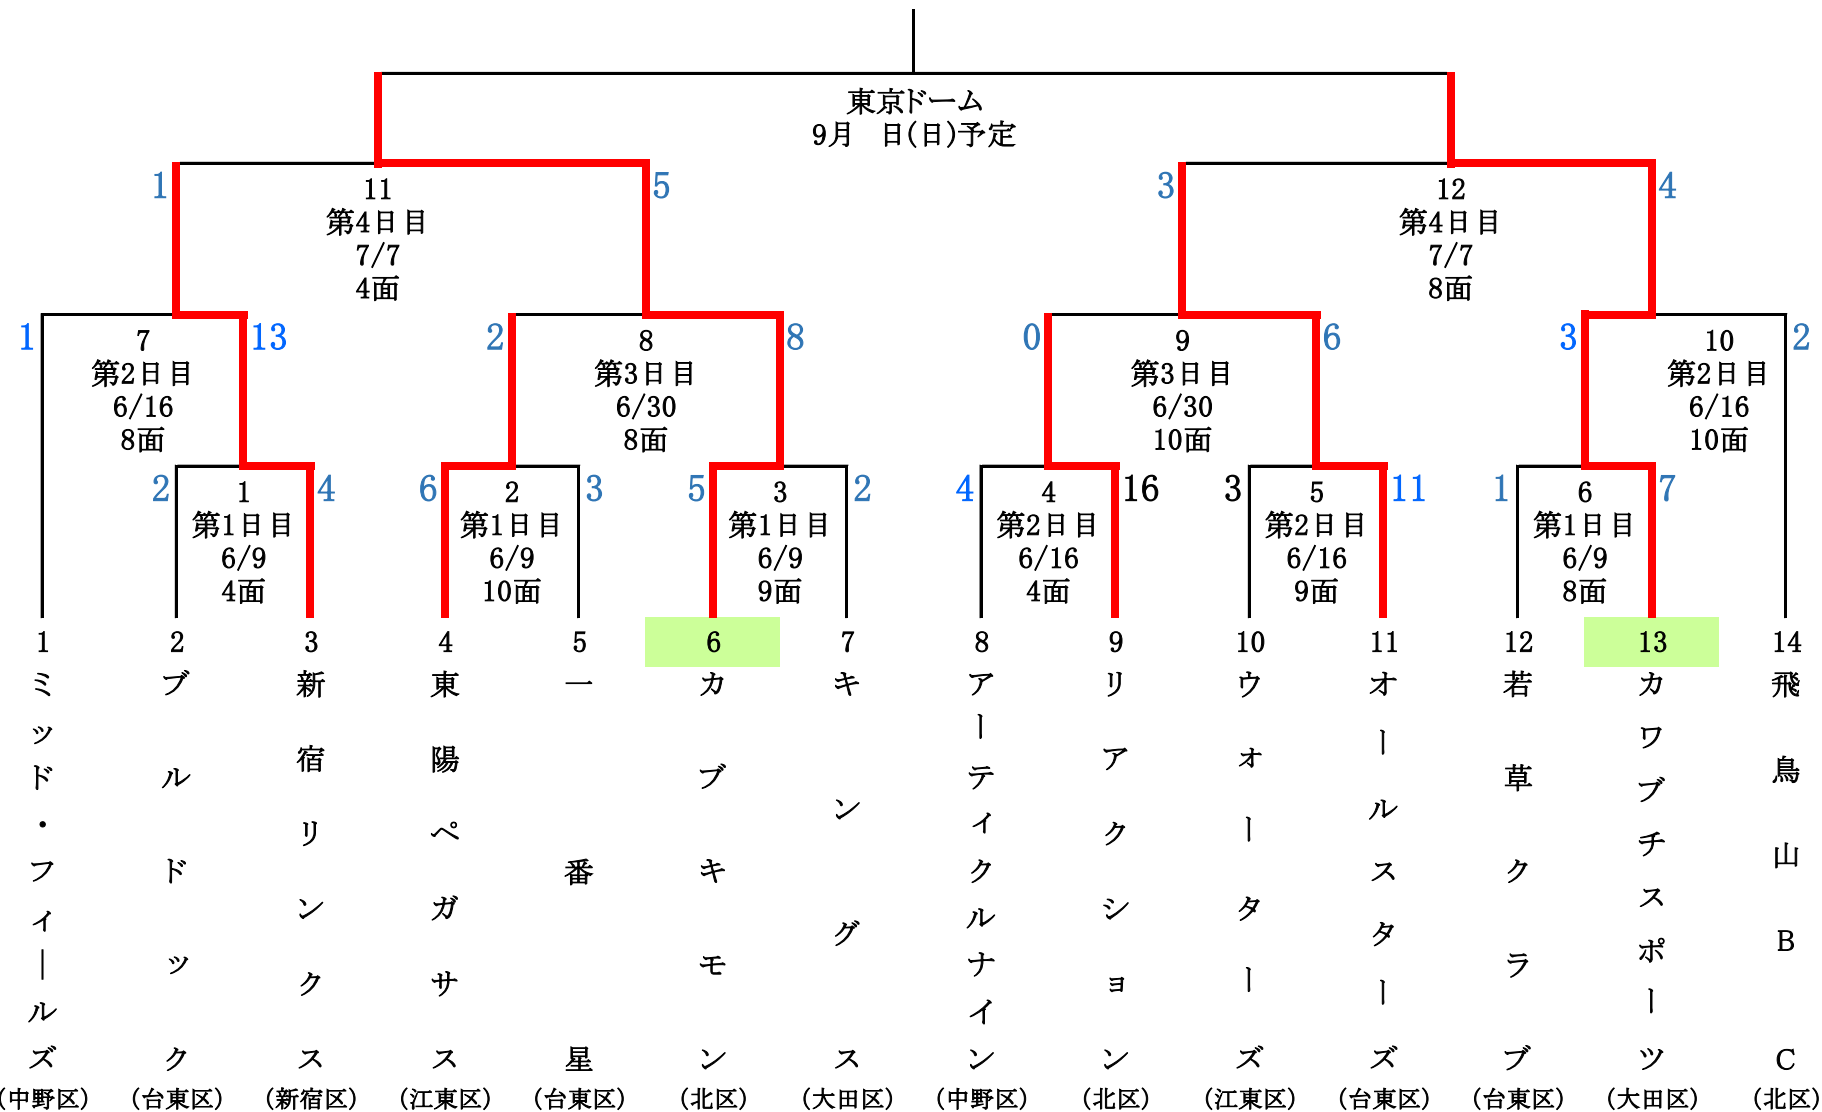 東京ドーム
9月　日(日)予定
1 5 3 4
11 12
第4日目 第4日目
7/7 7/7
4面 8面
1 13 2 8 0 6 3 2
7 8 9 10
第2日目 第3日目 第3日目 第2日目
6/16 6/30 6/30 6/16
8面 8面 10面 10面
2 4 6 3 5 2 4 16 3 11 1 7
1 2 3 4 5 6
第1日目 第1日目 第1日目 第2日目 第2日目 第1日目
6/9 6/9 6/9 6/16 6/16 6/9
4面 10面 9面 4面 9面 8面
1 2 3 4 5 6 7 8 9 10 11 12 13 14
ミッド・フィールズ
ブルドック
新宿リンクス
東陽ペガサス
一番星
カブキモン
キングス
アーティクルナイン
リアクション
ウォーターズ
オールスターズ
若草クラブ
カワブチスポーツ
飛鳥山BC
(中野区) (台東区) (新宿区) (江東区) (台東区) (北区) (大田区) (中野区) (北区) (江東区) (台東区) (台東区) (大田区) (北区)